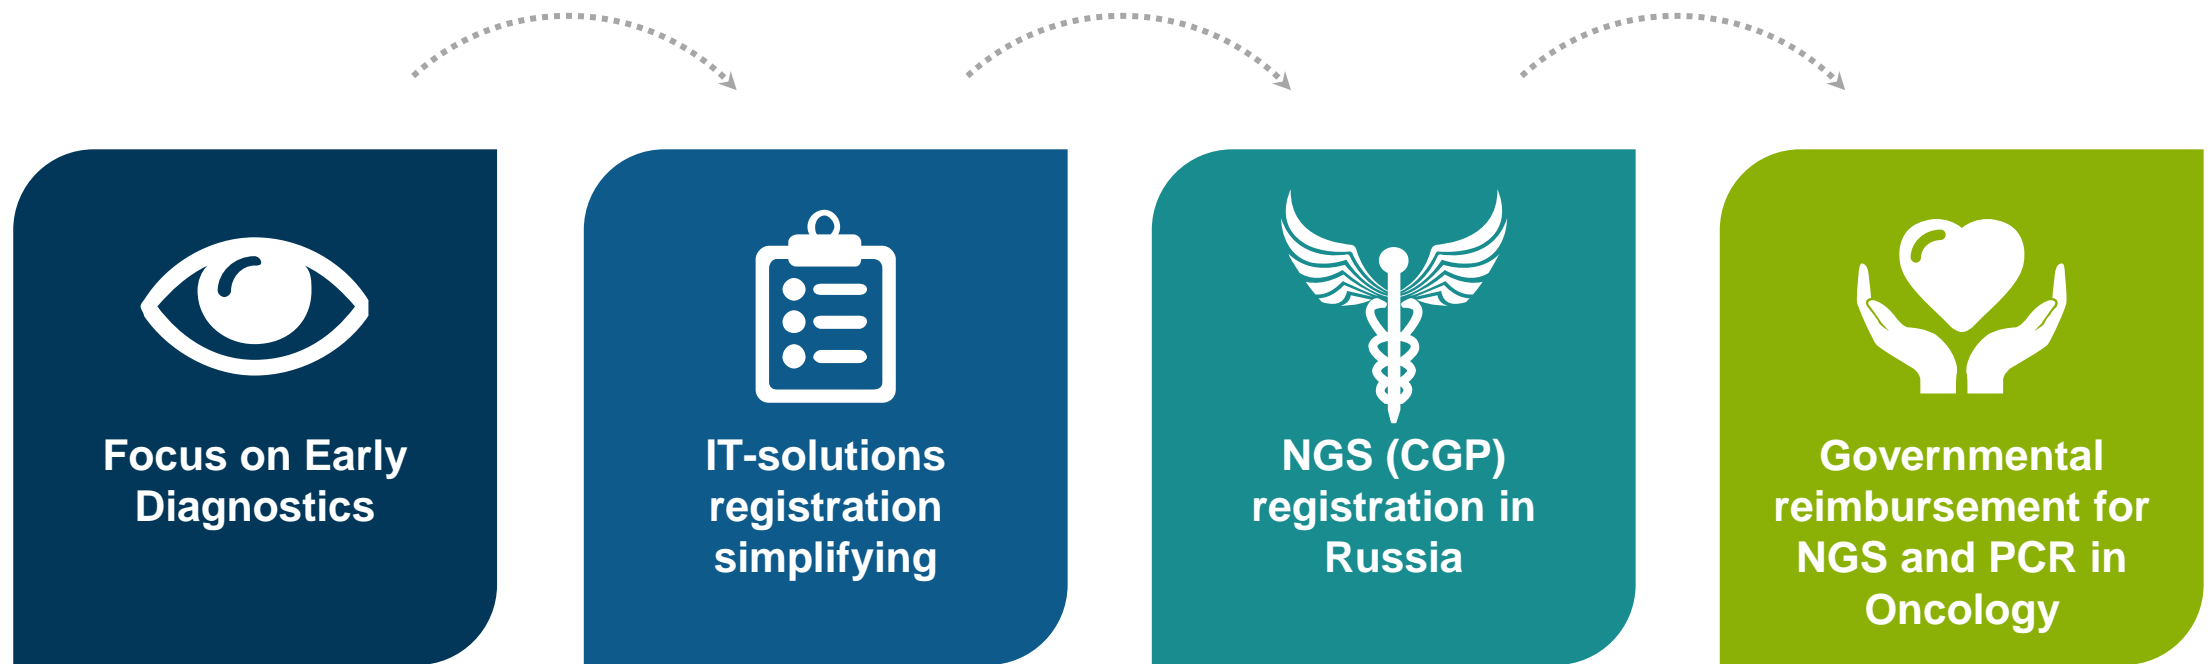 Focus on Early
Diagnostics
IT-solutions
registration
simplifying
NGS (CGP)
registration in
Russia
Governmental
reimbursement for
NGS and PCR in
Oncology